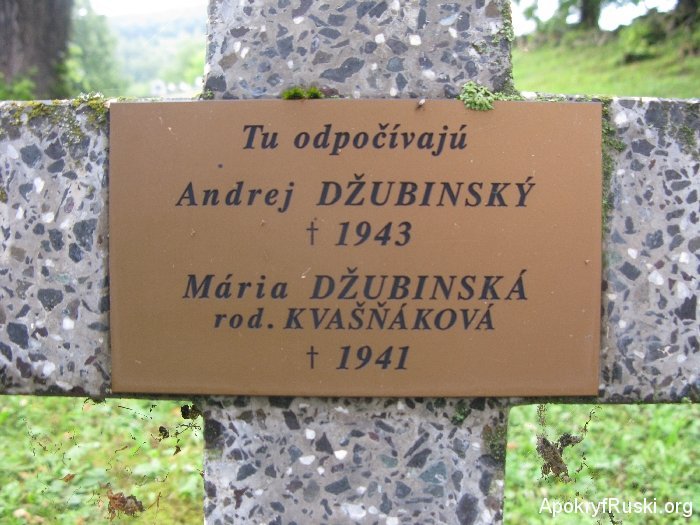 Tu odpočívajú
Andrej DŽUBINSKÝ
† 1943
Mária DŽUBINSKÁ
rod. KVAŠŇÁKOVÁ
† 1941
ApokryfRuski.org